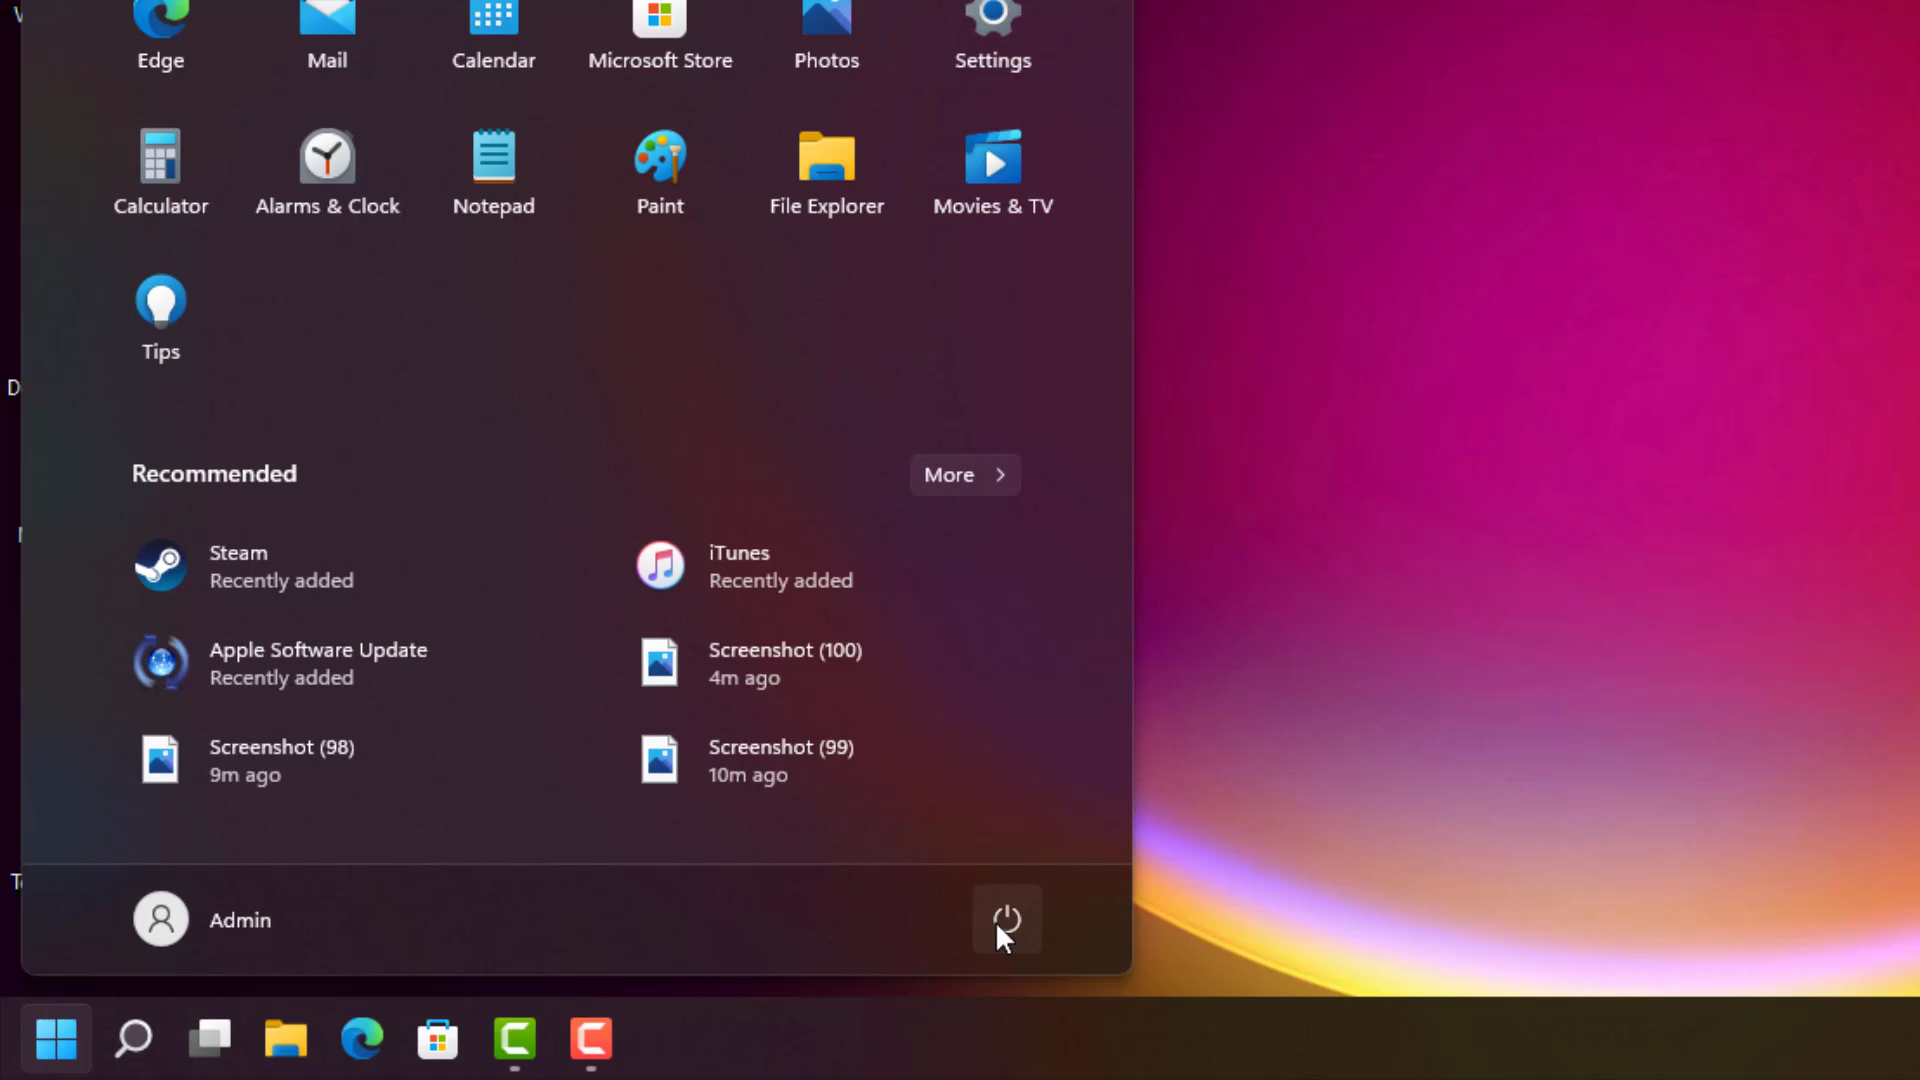 Edge
Mail
Calendar
Microsoft Store
Photos
Settings
Calculator
Alarms & Clock
Notepad
Paint
File Explorer
Movies & TV
Tips
D
Recommended
More
Steam
Recently added
iTunes
Recently added
Apple Software Update
Recently added
Screenshot (100)
4m ago
Screenshot (98)
9m ago
Screenshot (99)
10m ago
Admin